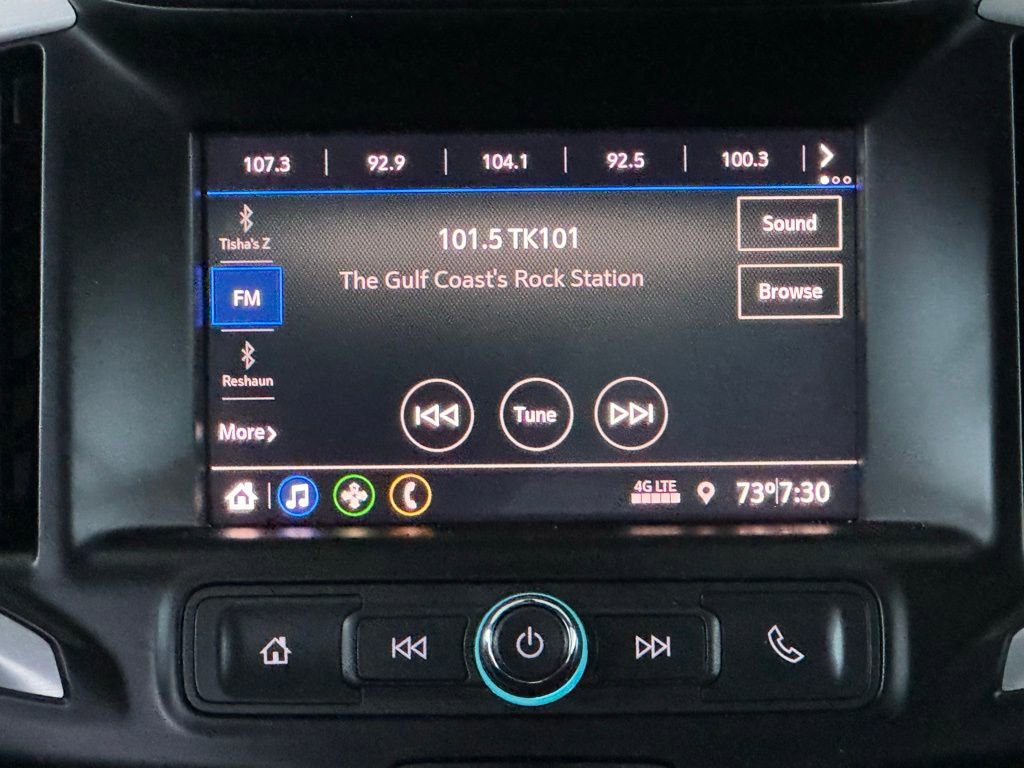 107.3 | 92.9 | 104.1 | 92.5 | 100.3
Tisha's Z
101.5 TK101
Sound
The Gulf Coast's Rock Station
FM
Browse
Reshaun
More
Tune
4G LTE
73º|7:30